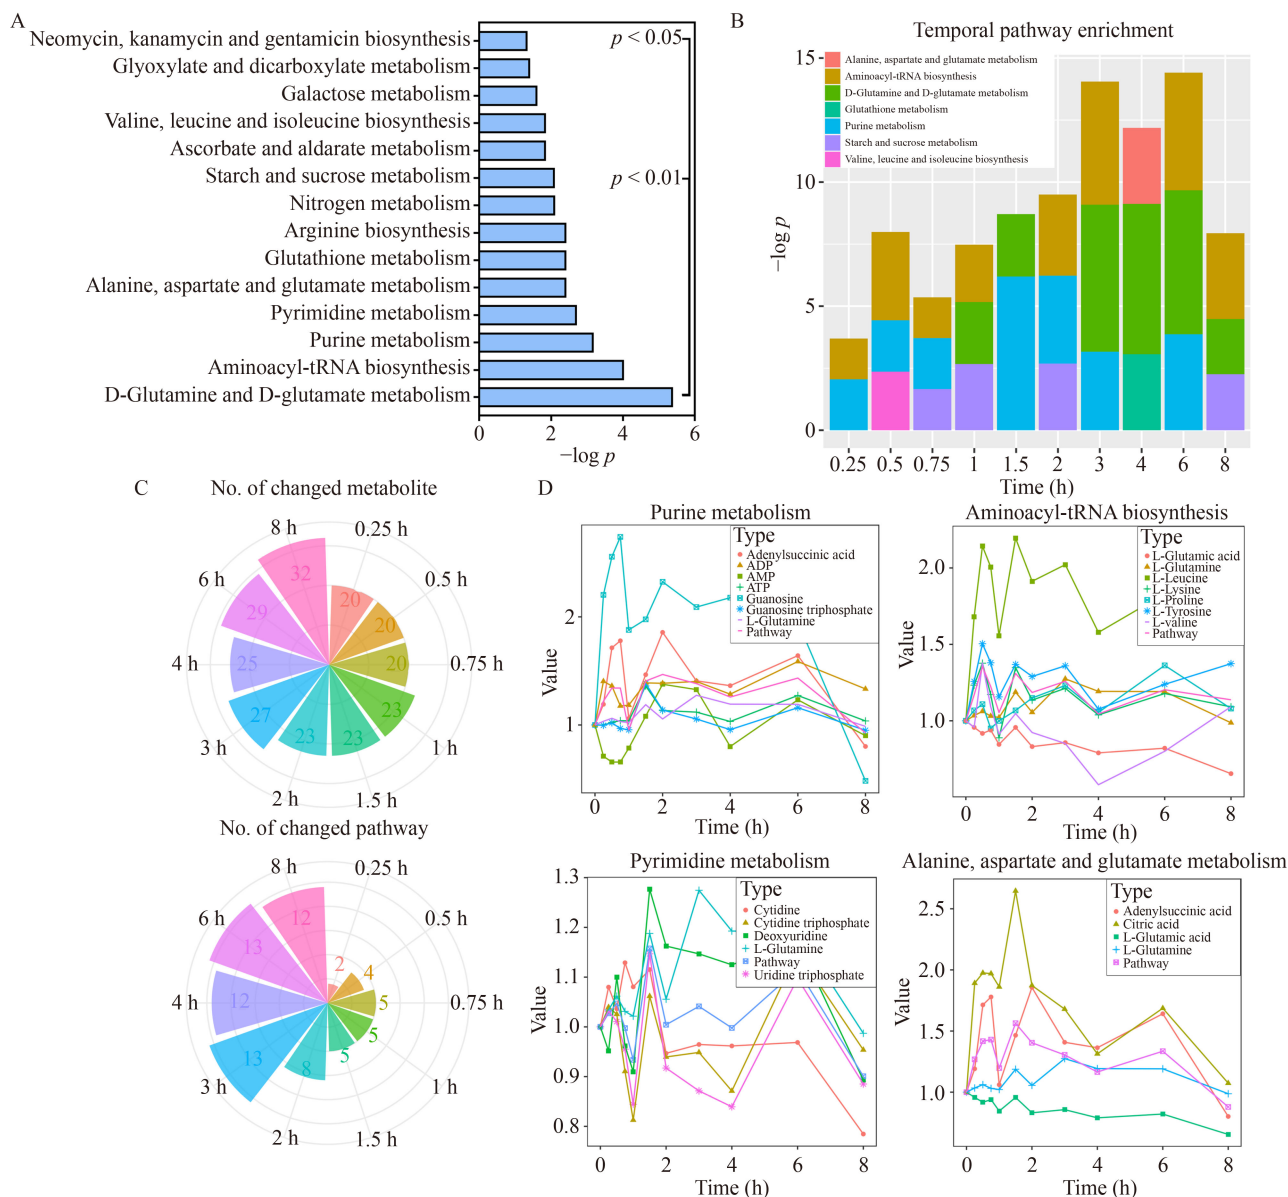 A
Neomycin, kanamycin and gentamicin biosynthesis
Glyoxylate and dicarboxylate metabolism
Galactose metabolism
Valine, leucine and isoleucine biosynthesis
Ascorbate and aldarate metabolism
Starch and sucrose metabolism
Nitrogen metabolism
Arginine biosynthesis
Glutathione metabolism
Alanine, aspartate and glutamate metabolism
Pyrimidine metabolism
Purine metabolism
Aminoacyl-tRNA biosynthesis
D-Glutamine and D-glutamate metabolism
p < 0.05
p < 0.01
0 2 4 6
−log p
B
Temporal pathway enrichment
Alanine, aspartate and glutamate metabolism
Aminoacyl-tRNA biosynthesis
D-Glutamine and D-glutamate metabolism
Glutathione metabolism
Purine metabolism
Starch and sucrose metabolism
Valine, leucine and isoleucine biosynthesis
15
10
5
0
−log p
0.25 0.5 0.75 1 1.5 2 3 4 6 8
Time (h)
C
No. of changed metabolite
8 h
0.25 h
0.5 h
0.75 h
1 h
1.5 h
2 h
3 h
4 h
6 h
32
20
20
20
23
23
23
27
25
29
No. of changed pathway
8 h
0.25 h
0.5 h
0.75 h
1 h
1.5 h
2 h
3 h
4 h
6 h
12
2
4
5
5
5
8
13
12
13
D
Purine metabolism
Type
Adenylsuccinic acid
ADP
AMP
ATP
Guanosine
Guanosine triphosphate
L-Glutamine
Pathway
2
1
Value
0 2 4 6 8
Time (h)
Aminoacyl-tRNA biosynthesis
Type
L-Glutamic acid
L-Glutamine
L-Leucine
L-Lysine
L-Proline
L-Tyrosine
L-valine
Pathway
2.0
1.5
1.0
Value
0 2 4 6 8
Time (h)
Pyrimidine metabolism
Type
Cytidine
Cytidine triphosphate
Deoxyuridine
L-Glutamine
Pathway
Uridine triphosphate
1.3
1.2
1.1
1.0
0.9
0.8
Value
0 2 4 6 8
Time (h)
Alanine, aspartate and glutamate metabolism
Type
Adenylsuccinic acid
Citric acid
L-Glutamic acid
L-Glutamine
Pathway
2.5
2.0
1.5
1.0
Value
0 2 4 6 8
Time (h)